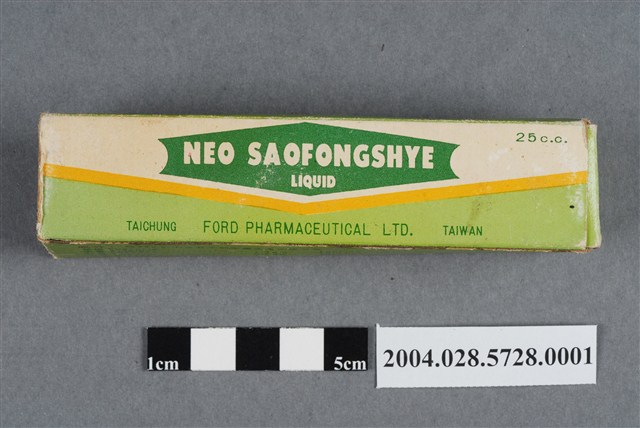 25c.c.
NEO SAOFONGSHYE
LIQUID
TAICHUNG FORD PHARMACEUTICAL LTD. TAIWAN
1cm 5cm
2004.028.5728.0001